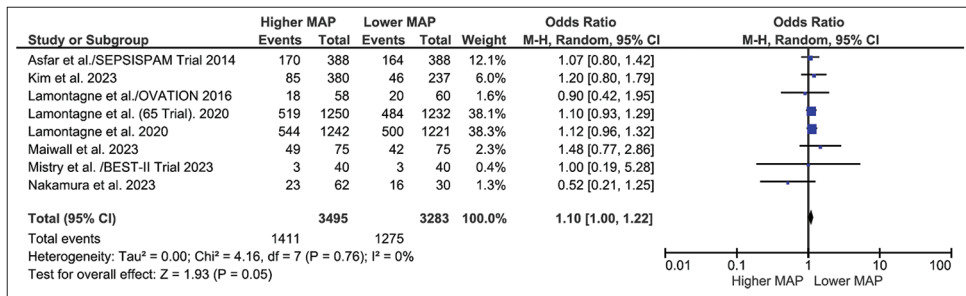 Higher MAP Lower MAP Odds Ratio Odds Ratio
Study or Subgroup Events Total Events Total Weight M-H, Random, 95% CI M-H, Random, 95% CI
Asfar et al./SEPSISPAM Trial 2014 170 388 164 388 12.1% 1.07 [0.80, 1.42]
Kim et al. 2023 85 380 46 237 6.0% 1.20 [0.80, 1.79]
Lamontagne et./OVATION 2016 18 58 20 60 1.6% 0.90 [0.42, 1.95]
Lamontagne et al. (65 Trial). 2020 519 1250 484 1232 38.1% 1.10 [0.93, 1.29]
Lamontagne et al. 2020 544 1242 500 1221 38.3% 1.12 [0.96, 1.32]
Maiwall et al. 2023 49 75 42 75 2.2% 1.48 [0.77, 2.86]
Mistry et al. /BEST-II Trial 2023 3 40 3 40 0.4% 1.00 [0.19, 5.28]
Nakamura et al. 2023 23 62 16 30 1.3% 0.52 [0.21, 1.25]
Total (95% CI) 3495 3283 100.0% 1.10 [1.00, 1.22]
Total events 1411 1275
Heterogeneity: Tau² = 0.00; Chi² = 4.16, df = 7 (P = 0.76); I² = 0%
Test for overall effect: Z = 1.93 (P = 0.05)
0.01 0.1 1 10 100
Higher MAP Lower MAP